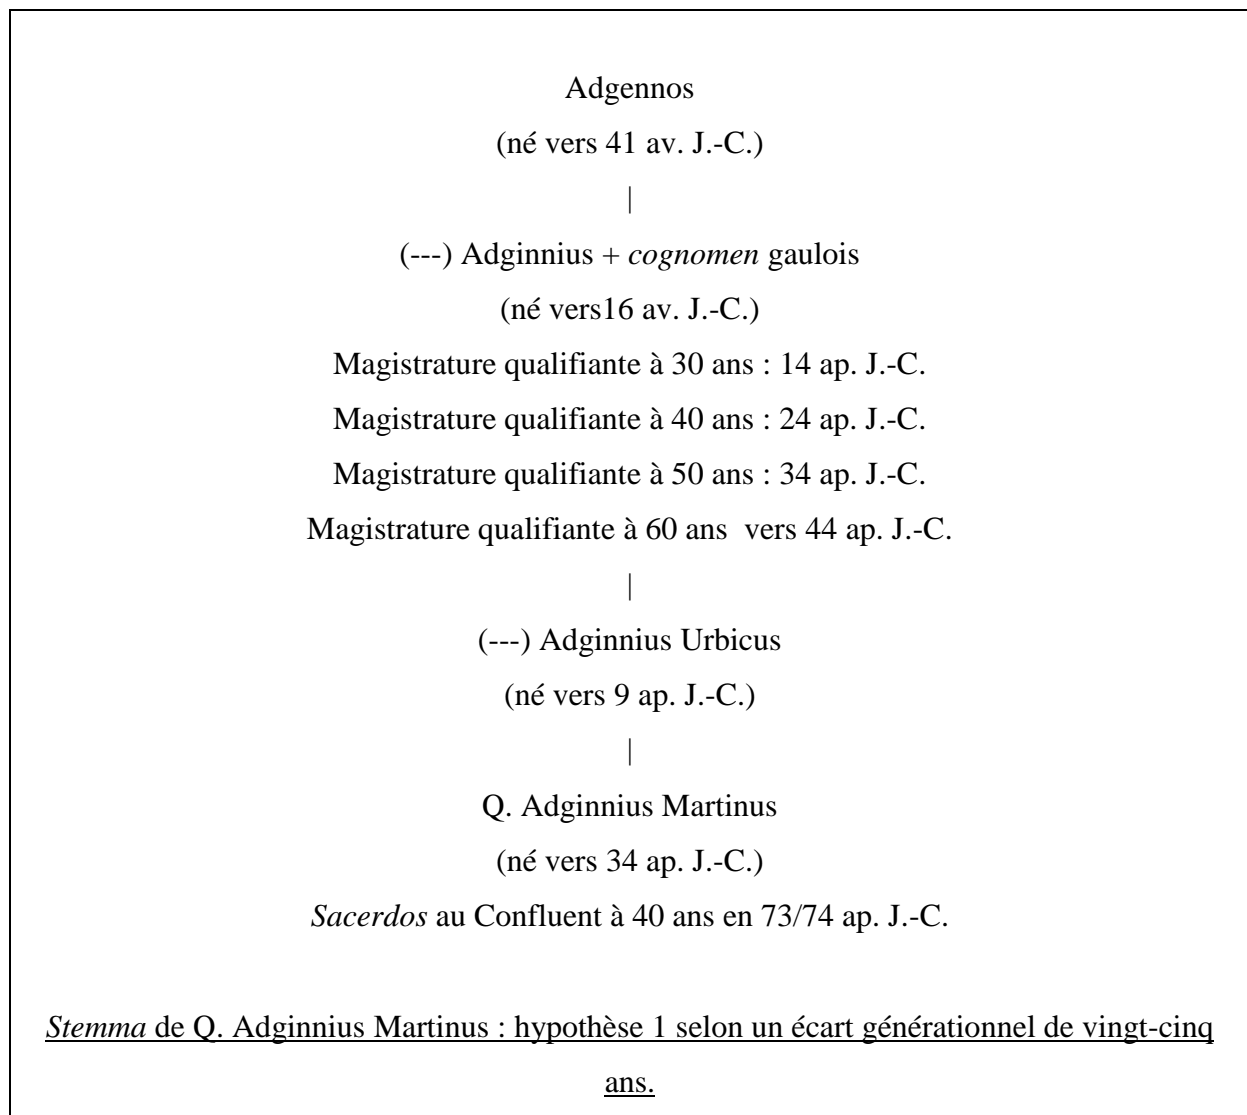 Adgennos
(né vers 41 av. J.-C.)
|
(---) Adginnius + cognomen gaulois
(né vers16 av. J.-C.)
Magistrature qualifiante à 30 ans : 14 ap. J.-C.
Magistrature qualifiante à 40 ans : 24 ap. J.-C.
Magistrature qualifiante à 50 ans : 34 ap. J.-C.
Magistrature qualifiante à 60 ans  vers 44 ap. J.-C.
|
(---) Adginnius Urbicus
(né vers 9 ap. J.-C.)
|
Q. Adginnius Martinus
(né vers 34 ap. J.-C.)
Sacerdos au Confluent à 40 ans en 73/74 ap. J.-C.
Stemma de Q. Adginnius Martinus : hypothèse 1 selon un écart générationnel de vingt-cinq
ans.